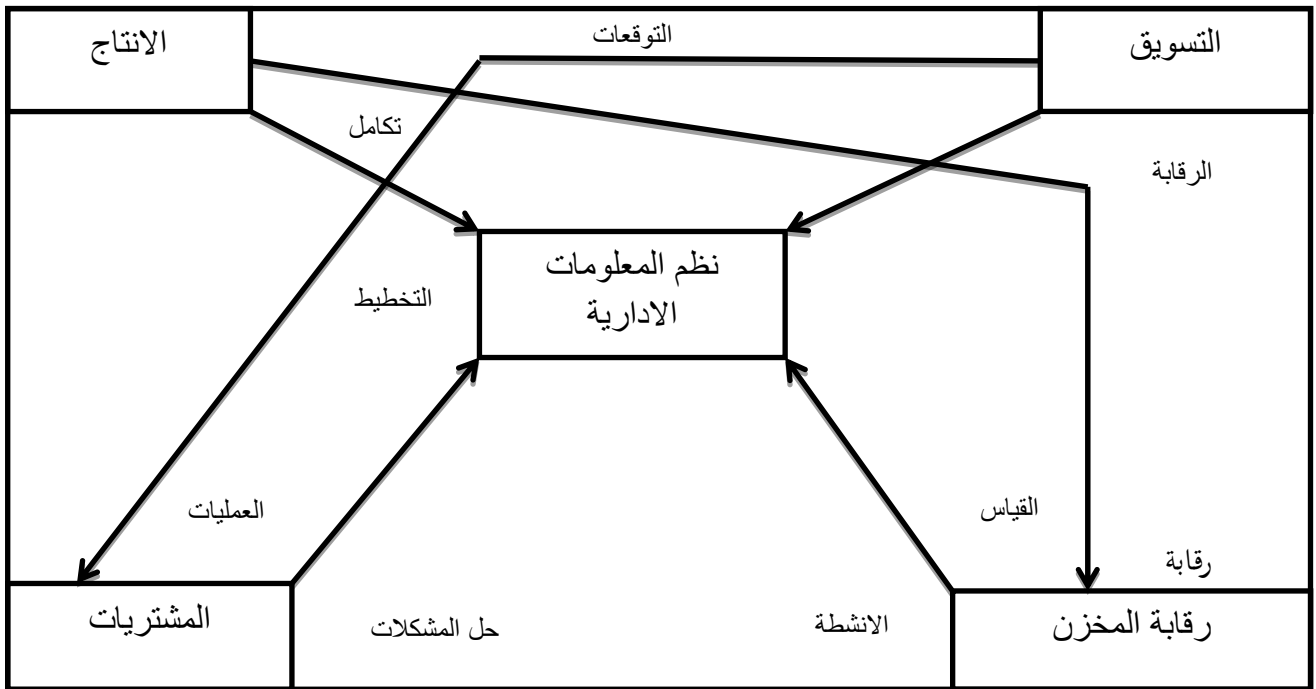 التسويق
التوقعات
الانتاج
تكامل
الرقابة
نظم المعلومات
الادارية
التخطيط
القياس
العمليات
رقابة
رقابة المخزن
الانشطة
حل المشكلات
المشتريات